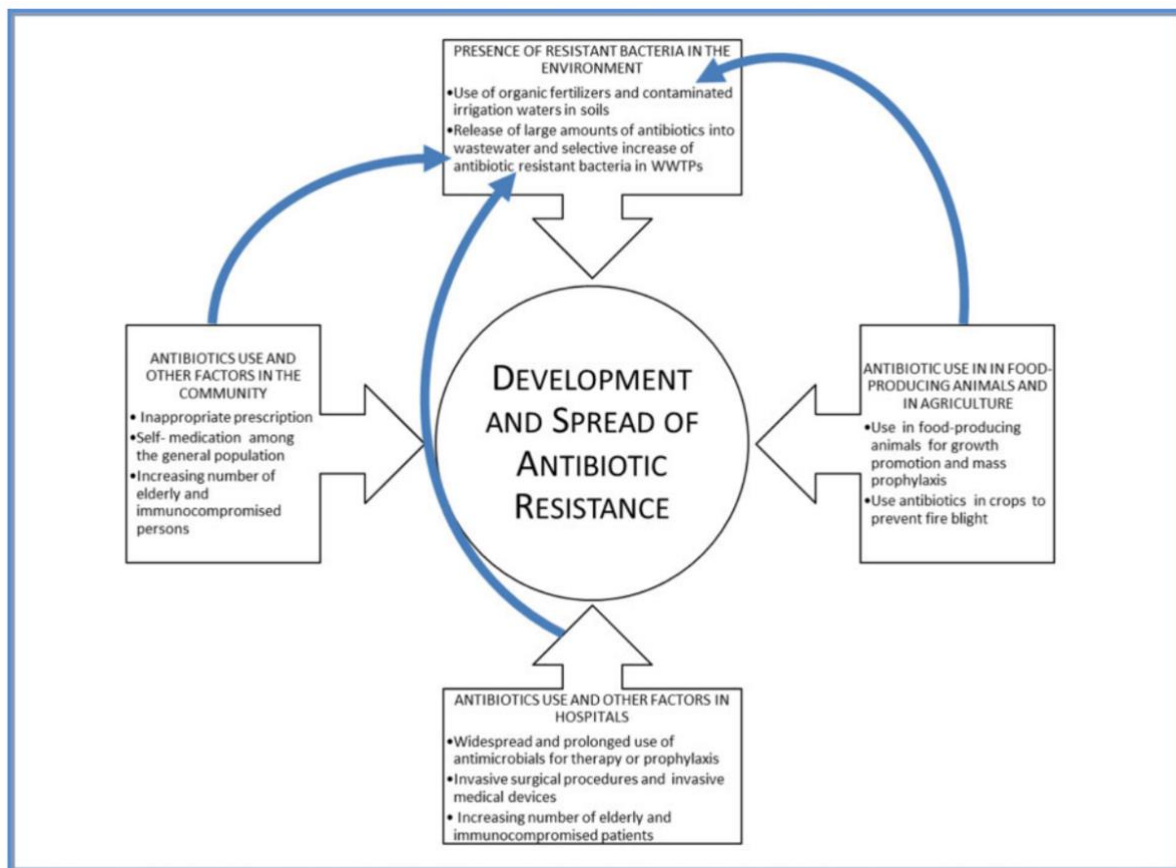 PRESENCE OF RESISTANT BACTERIA IN THE
ENVIRONMENT
•Use of organic fertilizers and contaminated
irrigation waters in soils
•Release of large amounts of antibiotics into
wastewater and selective increase of
antibiotic resistant bacteria in WWTPs
ANTIBIOTICS USE AND
OTHER FACTORS IN THE
COMMUNITY
• Inappropriate prescription
•Self- medication among
the general population
•Increasing number of
elderly and
immunocompromised
persons
DEVELOPMENT
AND SPREAD OF
ANTIBIOTIC
RESISTANCE
ANTIBIOTIC USE IN IN FOOD-
PRODUCING ANIMALS AND
IN AGRICULTURE
•Use in food-producing
animals for growth
promotion and mass
prophylaxis
•Use antibiotics in crops to
prevent fire blight
ANTIBIOTICS USE AND OTHER FACTORS IN
HOSPITALS
•Widespread and prolonged use of
antimicrobials for therapy or prophylaxis
•Invasive surgical procedures and invasive
medical devices
• Increasing number of elderly and
immunocompromised patients